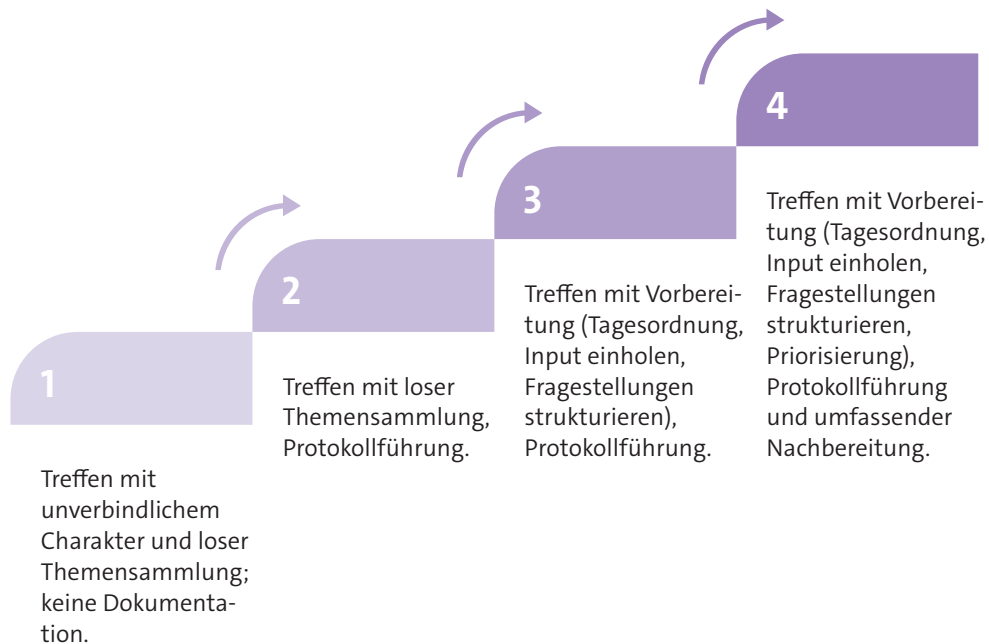 1
Treffen mit
unverbindlichem
Charakter und loser
Themensammlung;
keine Dokumenta-
tion.
2
Treffen mit loser
Themensammlung,
Protokollführung.
3
Treffen mit Vorberei-
tung (Tagesordnung,
Input einholen,
Fragestellungen
strukturieren),
Protokollführung.
4
Treffen mit Vorberei-
tung (Tagesordnung,
Input einholen,
Fragestellungen
strukturieren,
Priorisierung),
Protokollführung
und umfassender
Nachbereitung.